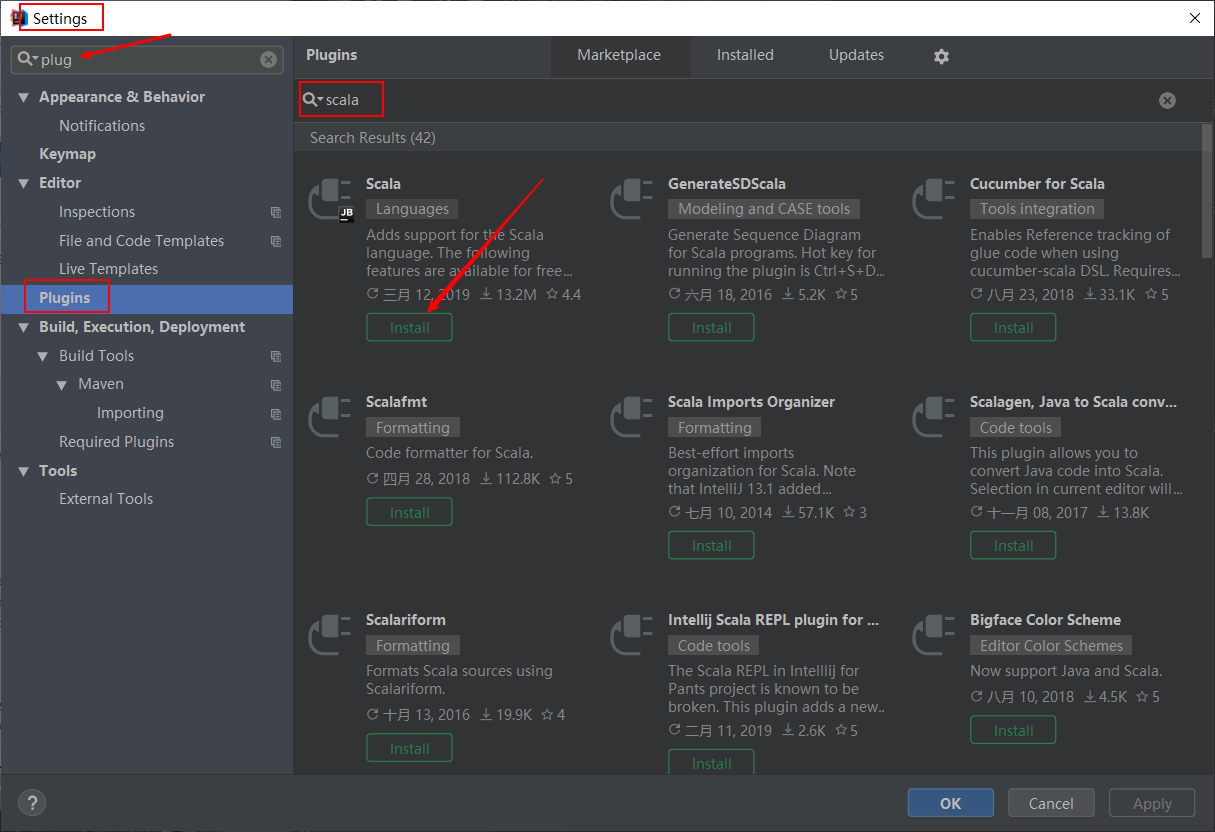 Settings
plug
Appearance & Behavior
Notifications
Keymap
Editor
Inspections
File and Code Templates
Live Templates
Plugins
Build, Execution, Deployment
Build Tools
Maven
Importing
Required Plugins
Tools
External Tools
Plugins
Marketplace
Installed
Updates
scala
Search Results (42)
Scala
JB
Languages
Adds support for the Scala
language. The following
features are available for free...
三月 12, 2019 13.2M 4.4
Install
GenerateSDScala
Modeling and CASE tools
Generate Sequence Diagram
for Scala programs. Hot key for
running the plugin is Ctrl+S+D...
六月 18, 2016 5.2K 5
Install
Cucumber for Scala
Tools integration
Enables Reference tracking of
glue code when using
cucumber-scala DSL. Requires...
八月 23, 2018 33.1K 5
Install
Scalafmt
Formatting
Code formatter for Scala.
四月 28, 2018 112.8K 5
Install
Scala Imports Organizer
Formatting
Best-effort imports
organization for Scala. Note
that IntelliJ 13.1 added...
七月 10, 2014 57.1K 3
Install
Scalagen, Java to Scala conv...
Code tools
This plugin allows you to
convert Java code into Scala.
Selection in current editor will...
十一月 08, 2017 13.8K
Install
Scalariform
Formatting
Formats Scala sources using
Scalariform.
十月 13, 2016 19.9K 4
Install
Intellij Scala REPL plugin for ...
Code tools
The Scala REPL in Intelllij for
Pants project is known to be
broken. This plugin adds a new..
二月 11, 2019 2.6K 5
Install
Bigface Color Scheme
Editor Color Schemes
Now support Java and Scala.
八月 10, 2018 4.5K 5
Install
?
OK
Cancel
Apply